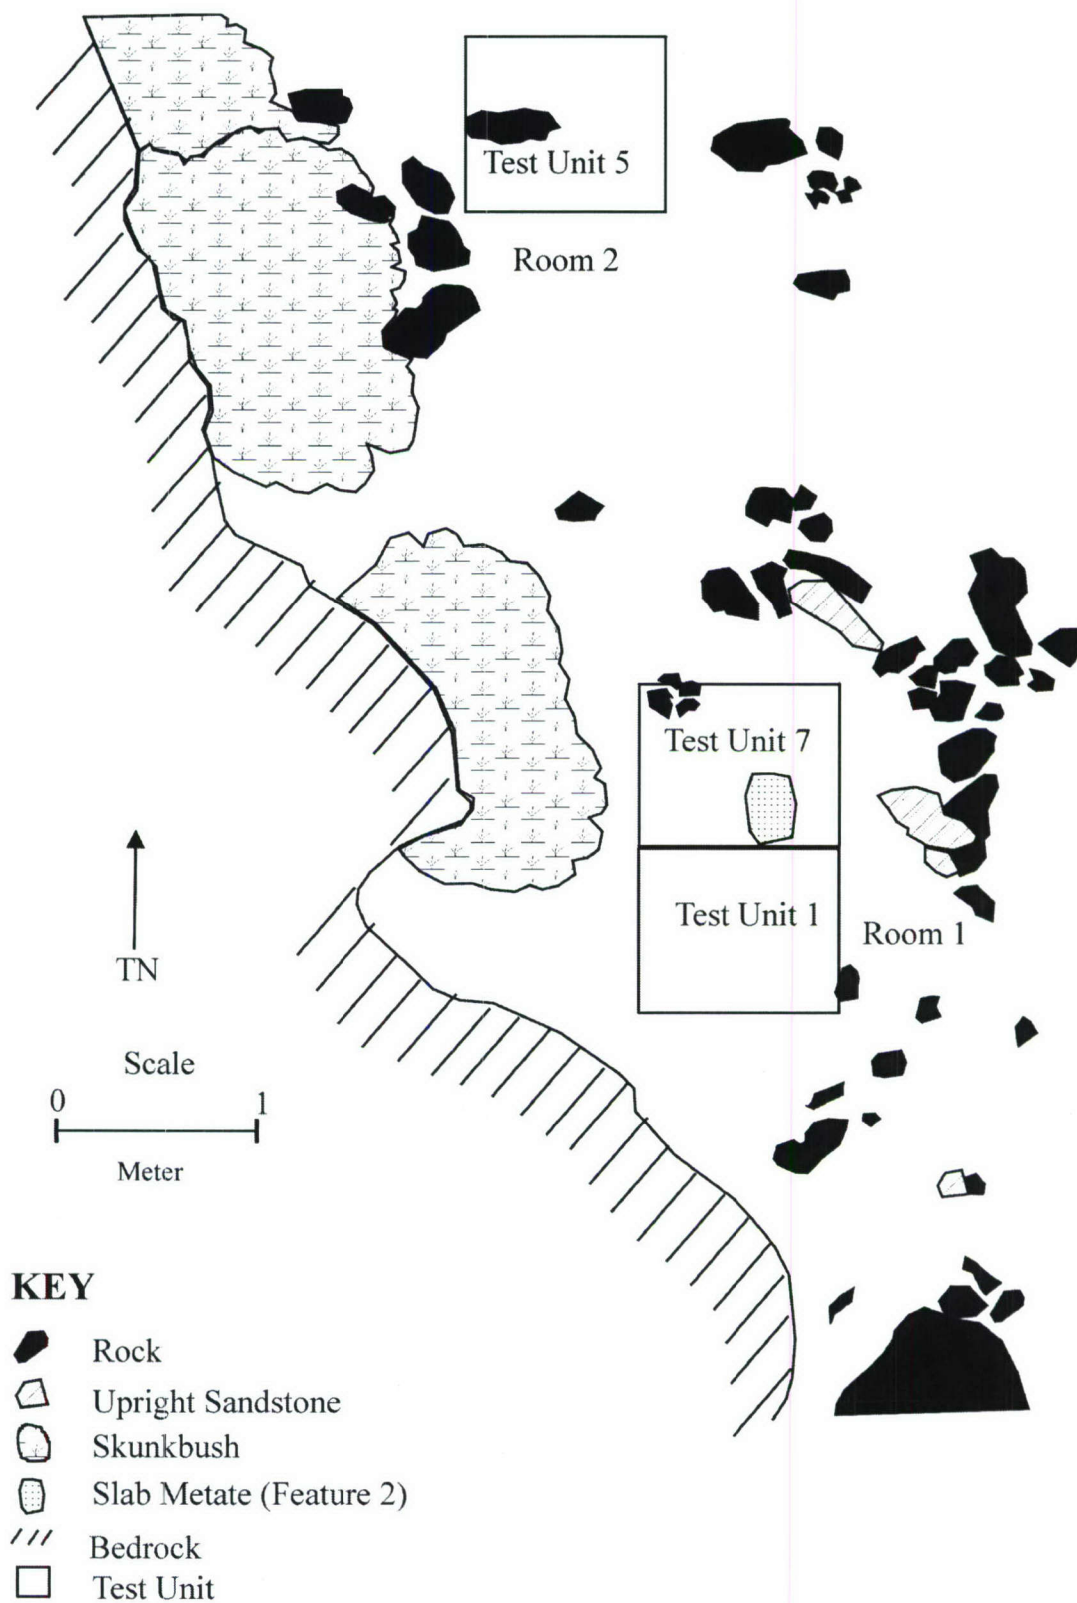 Test Unit 5
Room 2
Test Unit 7
Test Unit 1
Room 1
TN
Scale
0 1
Meter
KEY
Rock
Upright Sandstone
Skunkbush
Slab Metate (Feature 2)
Bedrock
Test Unit